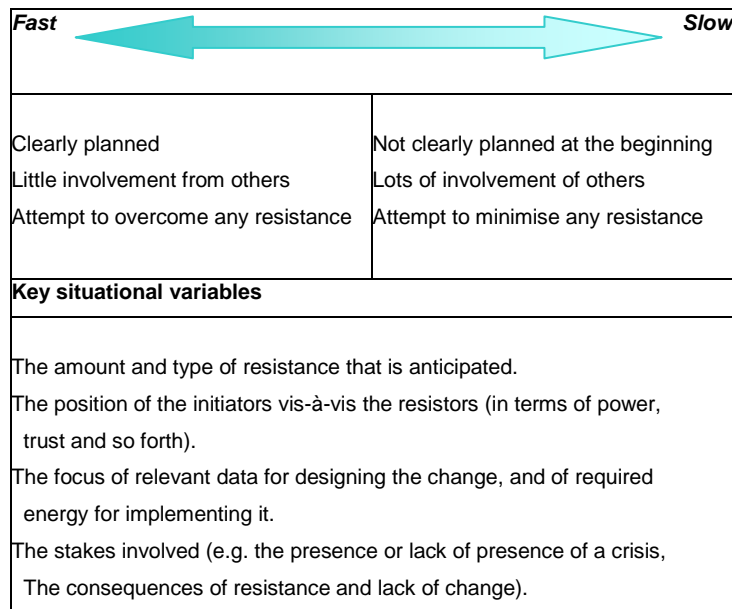 Fast Slow
Clearly planned
Little involvement from others
Attempt to overcome any resistance
Not clearly planned at the beginning
Lots of involvement of others
Attempt to minimise any resistance
Key situational variables
The amount and type of resistance that is anticipated.
The position of the initiators vis-à-vis the resistors (in terms of power,
trust and so forth).
The focus of relevant data for designing the change, and of required
energy for implementing it.
The stakes involved (e.g. the presence or lack of presence of a crisis,
The consequences of resistance and lack of change).